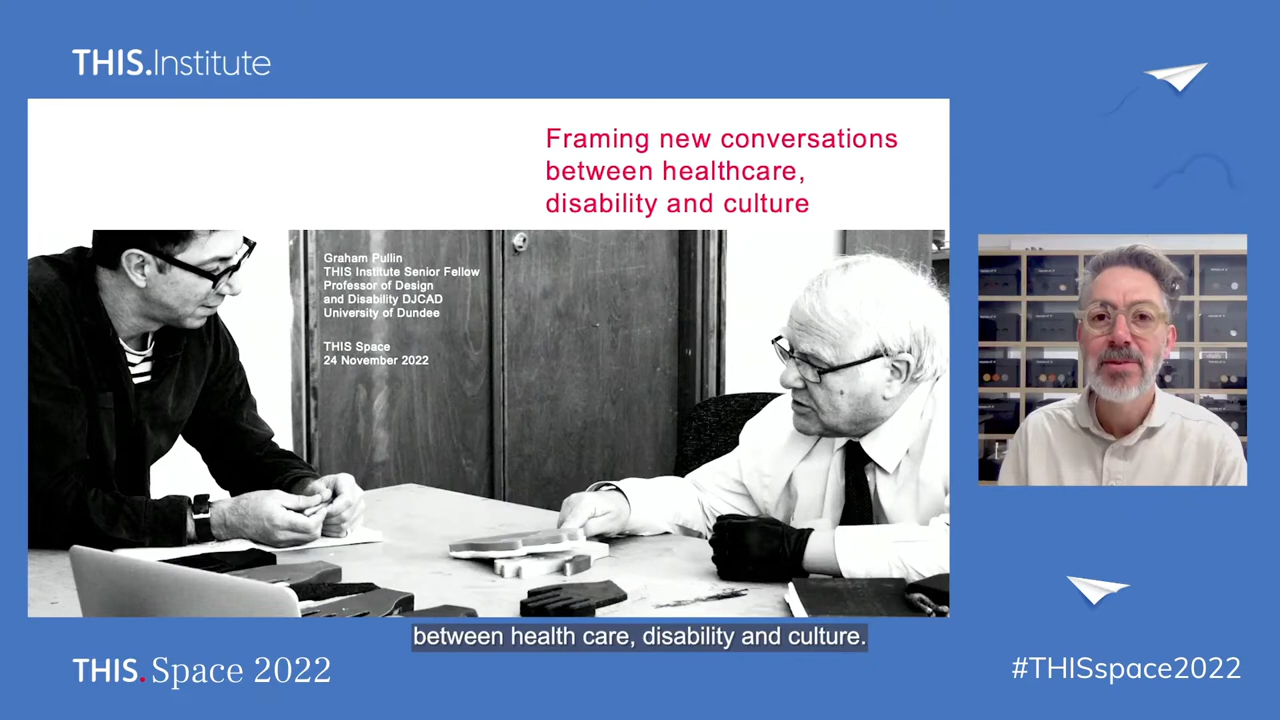 THIS.Institute
Framing new conversations
between healthcare,
disability and culture
Graham Pullin
THIS Institute Senior Fellow
Professor of Design
and Disability DJCAD
University of Dundee
THIS Space
24 November 2022
between health care, disability and culture.
THIS. Space 2022
#THISspace2022